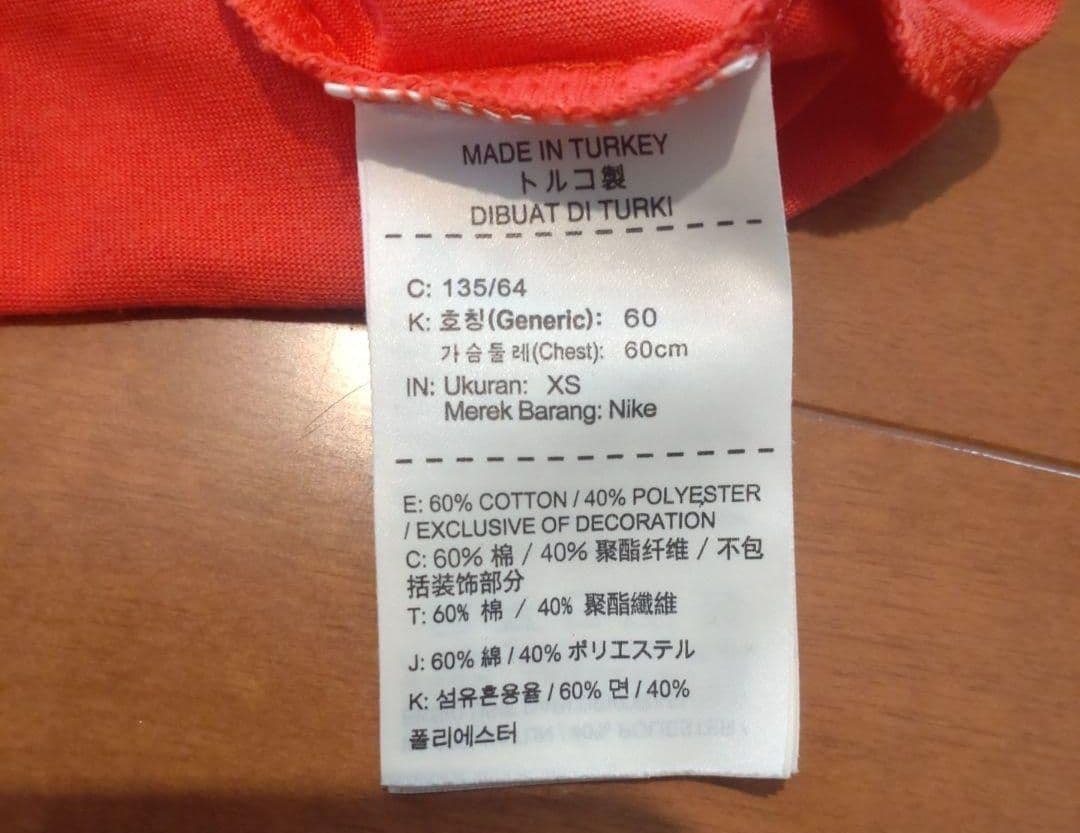 MADE IN TURKEY
トルコ製
DIBUAT DI TURKI
C: 135/64
K: 호칭(Generic): 60
가슴둘레(Chest): 60cm
IN: Ukuran: XS
Merek Barang: Nike
E: 60% COTTON / 40% POLYESTER
/ EXCLUSIVE OF DECORATION
C: 60% 棉 / 40% 聚酯纤维 / 不包
括装饰部分
T: 60% 棉 / 40% 聚酯纖維
J: 60% 綿 / 40% ポリエステル
K: 섬유혼용율 / 60% 면 / 40%
폴리에스터